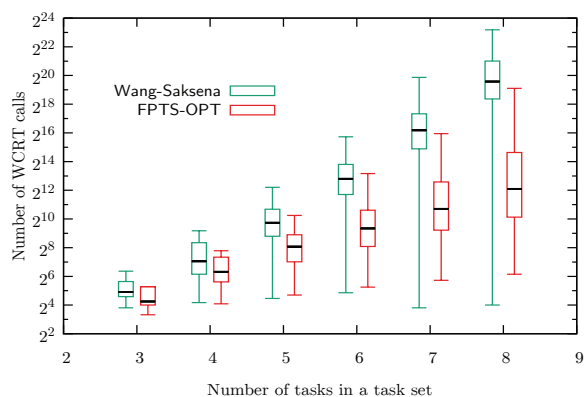 Number of WCRT calls
2^24
2^22
2^20
2^18
2^16
2^14
2^12
2^10
2^8
2^6
2^4
2^2
Wang-Saksena
FPTS-OPT
2 3 4 5 6 7 8 9
Number of tasks in a task set